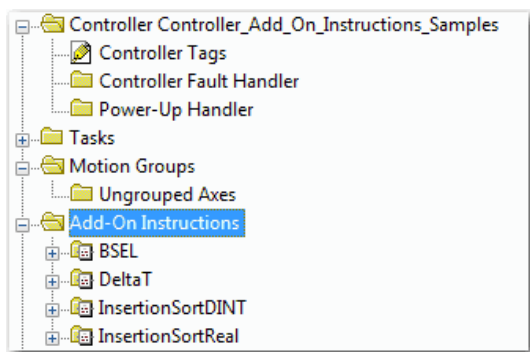 Controller Controller_Add_On_Instructions_Samples
Controller Tags
Controller Fault Handler
Power-Up Handler
Tasks
Motion Groups
Ungrouped Axes
Add-On Instructions
BSEL
DeltaT
InsertionSortDINT
InsertionSortReal